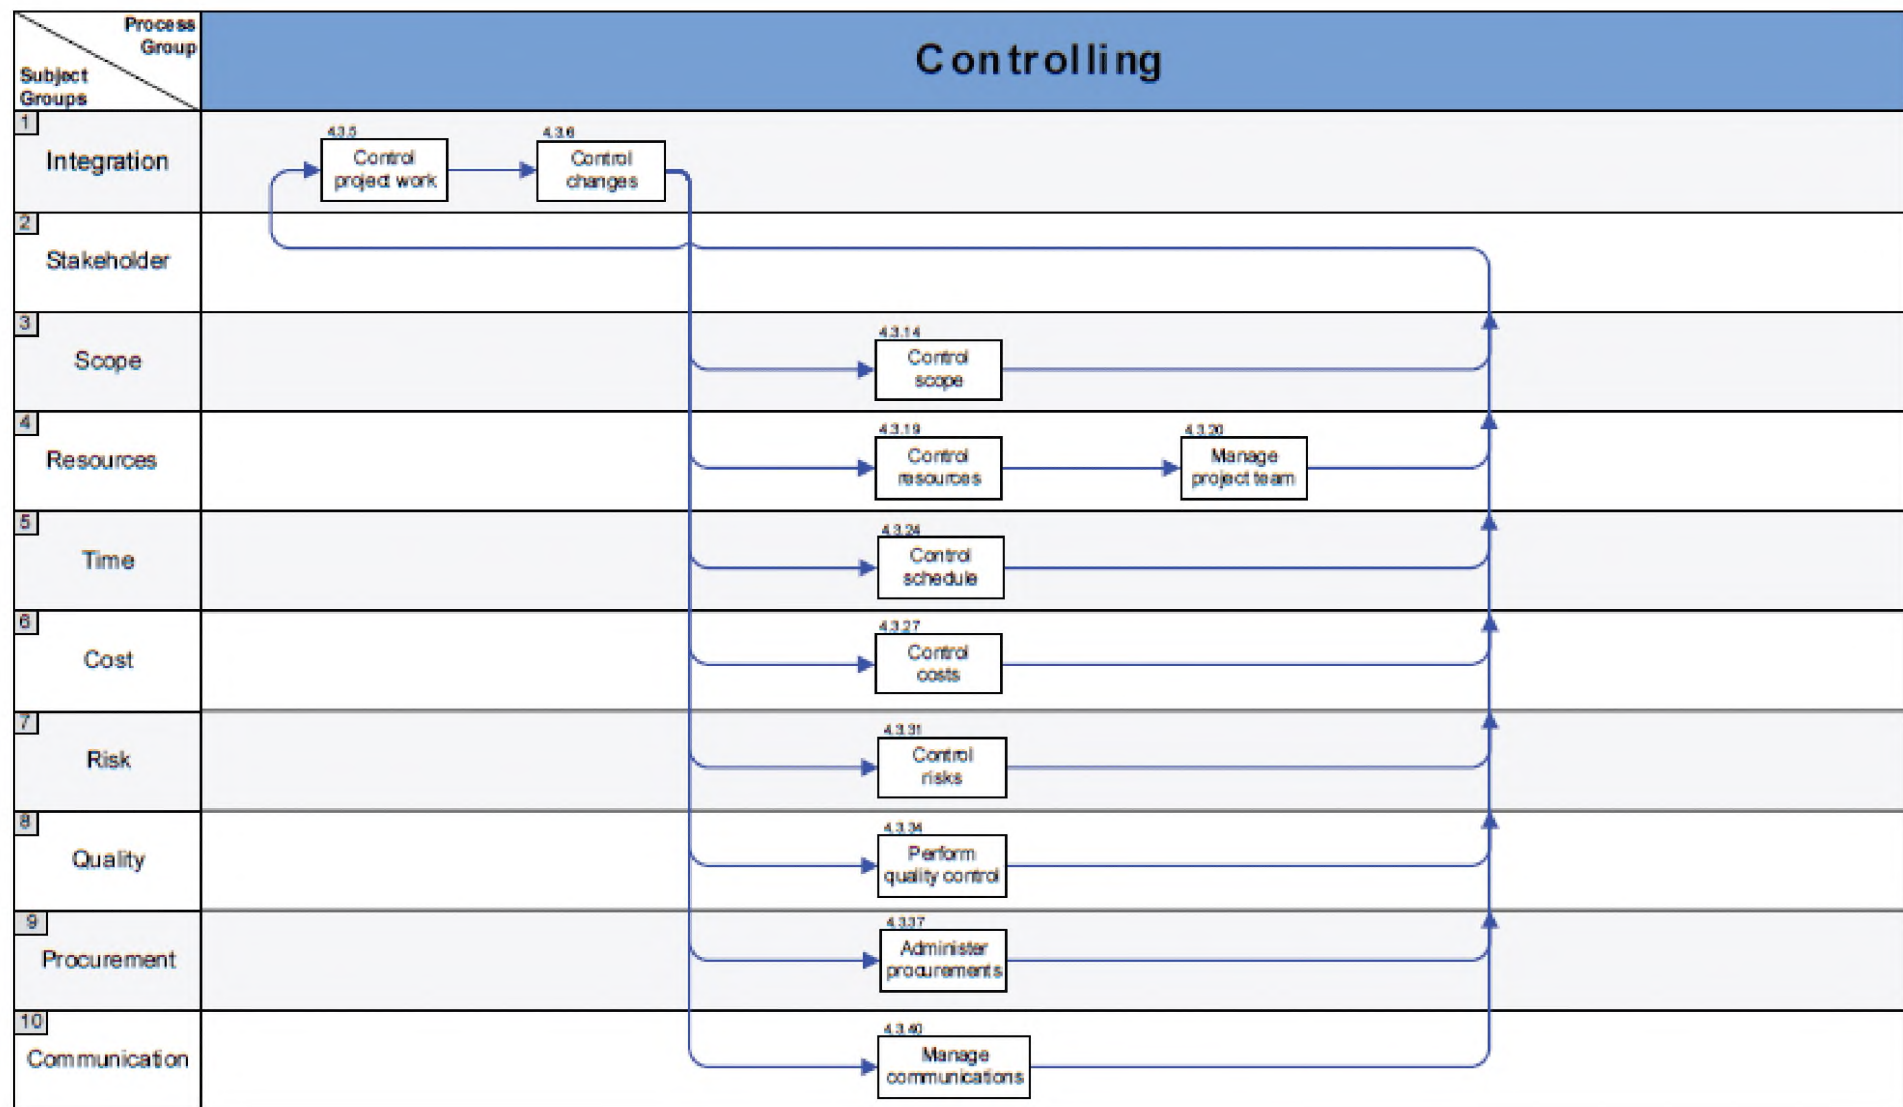 Process
Group
Subject
Groups
Controlling
1
Integration
4.3.5
Control
project work
4.3.6
Control
changes
2
Stakeholder
3
Scope
4.3.14
Control
scope
4
Resources
4.3.19
Control
resources
4.3.20
Manage
project team
5
Time
4.3.24
Control
schedule
6
Cost
4.3.27
Control
costs
7
Risk
4.3.31
Control
risks
8
Quality
4.3.34
Perform
quality control
9
Procurement
4.3.37
Administer
procurements
10
Communication
4.3.40
Manage
communications